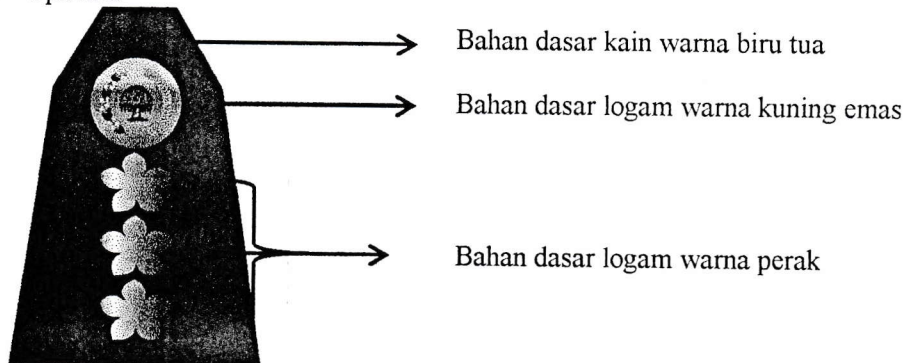 Bahan dasar kain warna biru tua
Bahan dasar logam warna kuning emas
Bahan dasar logam warna perak